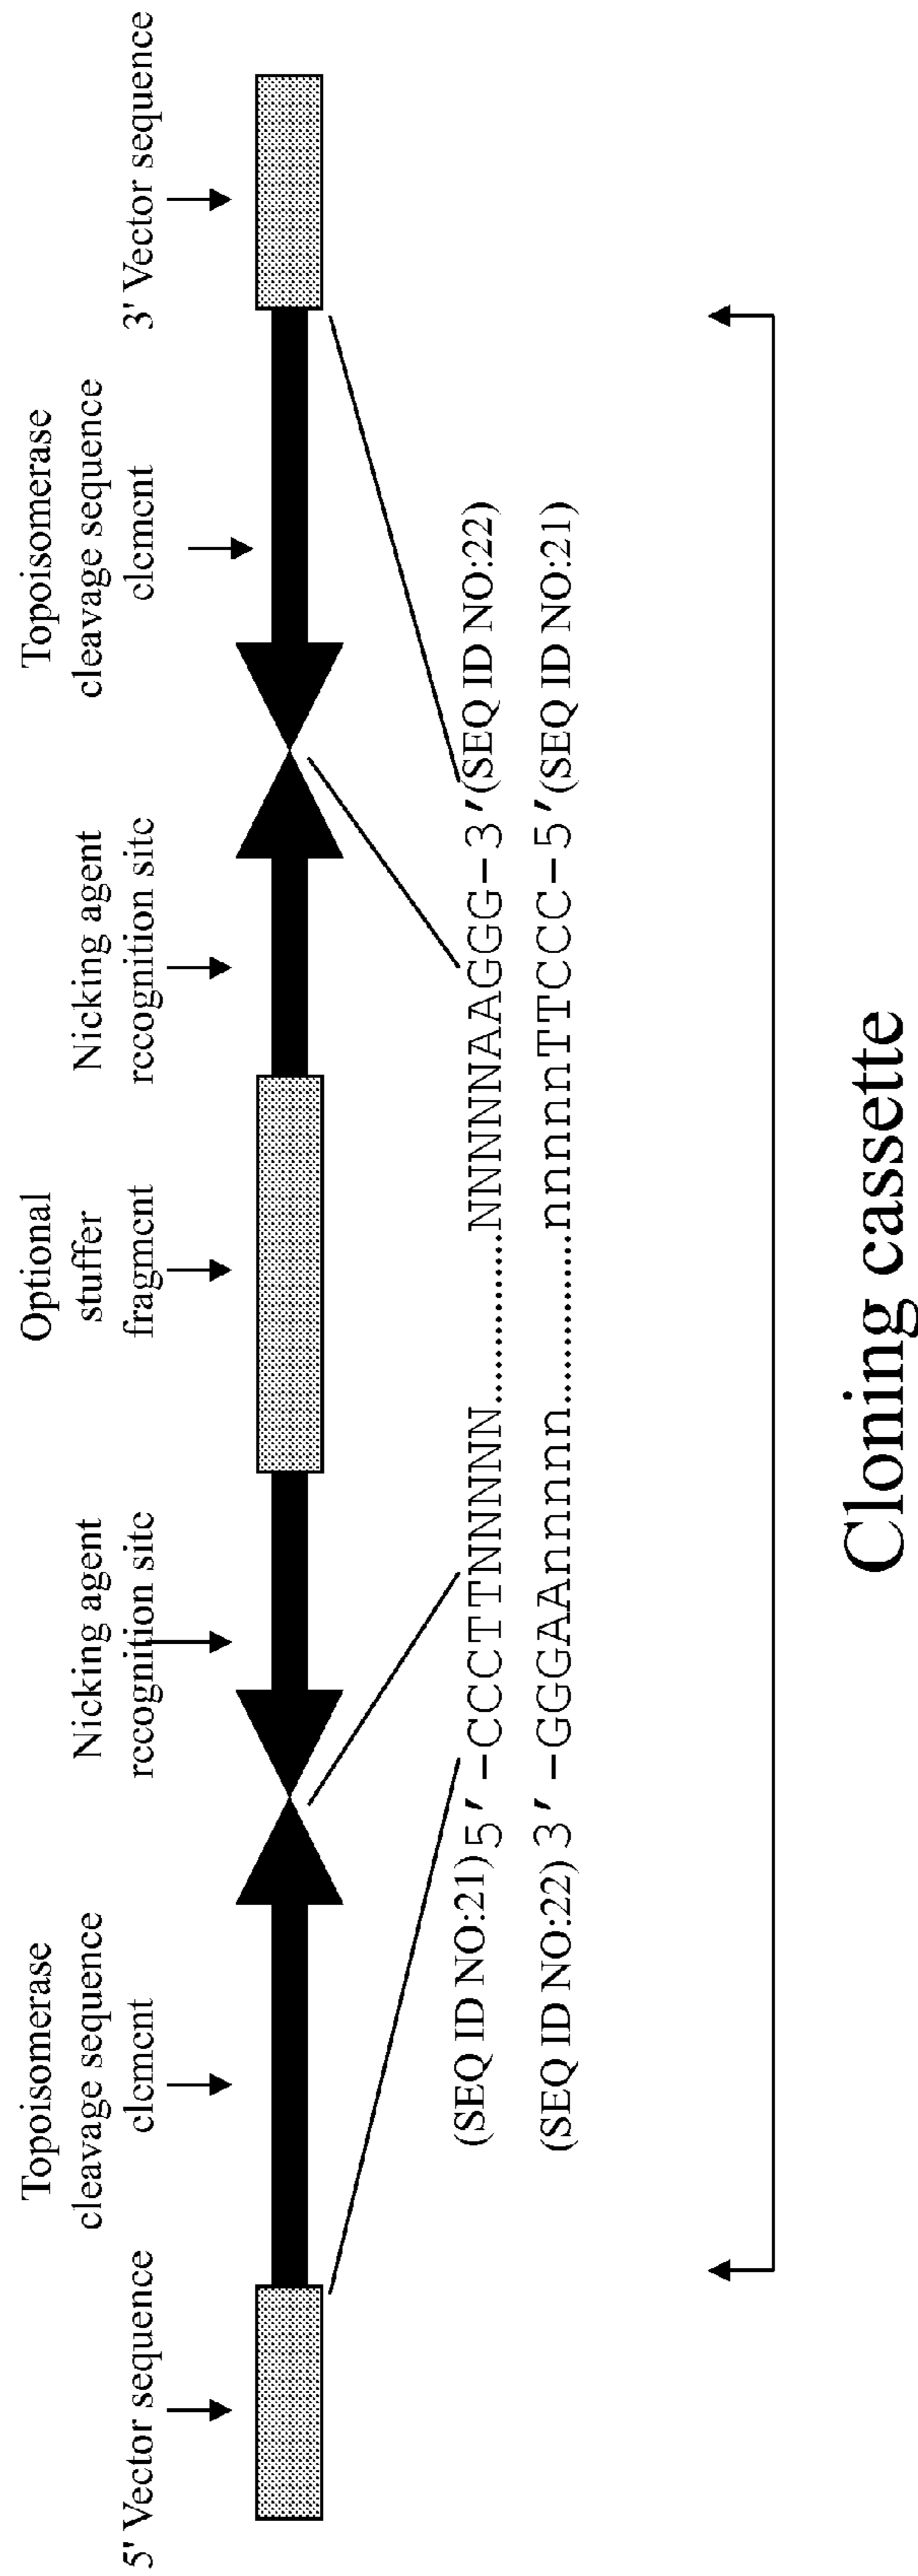 5' Vector sequence
Topoisomerase
cleavage sequence
element
Nicking agent
recognition site
Optional
stuffer
fragment
Nicking agent
recognition site
Topoisomerase
cleavage sequence
element
3' Vector sequence
(SEQ ID NO:21) 5'-CCCTTNNNNN............NNNNNAAGGG-3' (SEQ ID NO:22)
(SEQ ID NO:22) 3'-GGGAAnnnnn............nnnnnTTCCC-5' (SEQ ID NO:21)
Cloning cassette